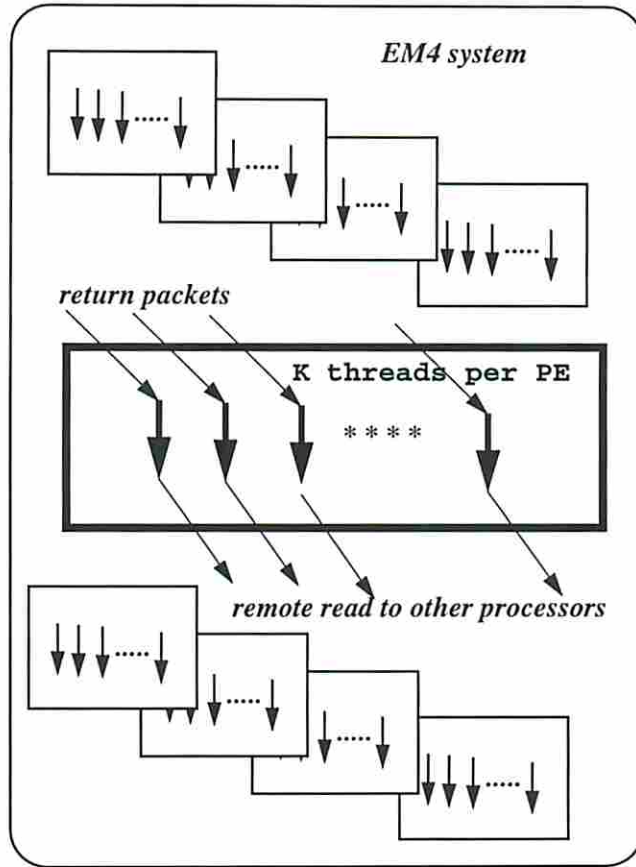 EM4 system
return packets
K threads per PE
* * * *
remote read to other processors